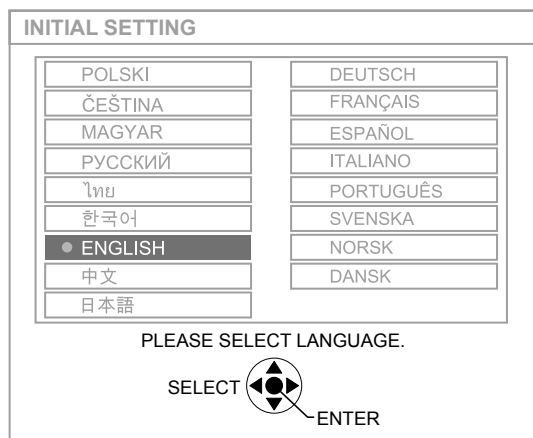 INITIAL SETTING
POLSKI
ČEŠTINA
MAGYAR
РУССКИЙ
ไทย
한국어
ENGLISH
中文
日本語
DEUTSCH
FRANÇAIS
ESPAÑOL
ITALIANO
PORTUGUÊS
SVENSKA
NORSK
DANSK
PLEASE SELECT LANGUAGE.
SELECT
ENTER